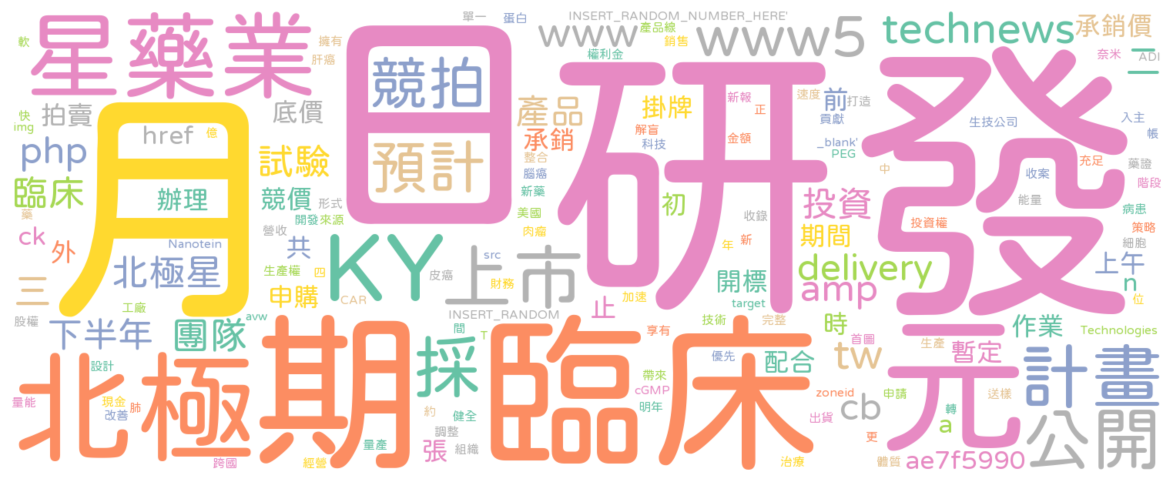 單一
蛋白
INSERT_RANDOM_NUMBER_HERE'
軟
擁有
肝癌
星藥業
日
競拍
預計
www
產品線
銷售
權利金
www5
technews
承銷價
奈米
二
ADI
快
img
拍賣
href
底價
億
產品
承銷
掛牌
解盲
科技
新報
正
金額
速度
前
打造
貢獻
_blank'
PEG
研
發
生技公司
入主
帳
充足
藥證
階段
php
月
試驗
整合
腦癌
新藥
美國
肉瘤
臨床
藥
辦理
競價
形式
開發
來源
初
收錄
新
年
中
投資
期間
投資權
收案
能量
病患
策略
細胞
ck
外
Nanotein
營收
共
北極星
生產權
四
KY
皮癌
src
財務
上市
開標
target
delivery
amp
上午
n
位
三
股權
工廠
申購
CAR
avw
INSERT_RANDOM
止
加速
技術
完整
時
首圖
下半年
團隊
間
T
享有
作業
Technologies
北極
期
採
臨床
優先
配合
tw
生產
暫定
元
計畫
設計
量能
現金
改善
肺
約
健全
帶來
cGMP
明年
zoneid
cb
出貨
申請
轉
a
送樣
公開
跨國
經營
量產
張
調整
組織
治療
更
體質
ae7f5990